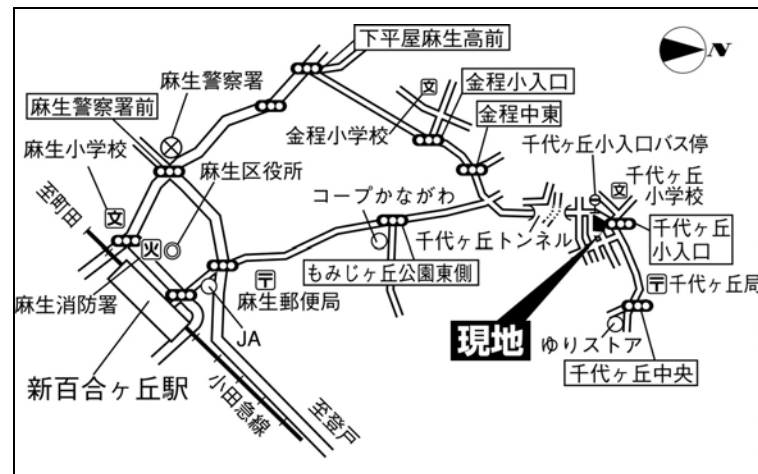 下平屋麻生高前
N
麻生警察署
麻生警察署前
文
金程小入口
金程小学校
金程中東
千代ヶ丘小入口バス停
麻生小学校
麻生区役所
文
千代ヶ丘
小学校
至町田
文
コープかながわ
千代ヶ丘トンネル
千代ヶ丘
小入口
火
もみじヶ丘公園東側
〒
麻生郵便局
〒千代ヶ丘局
麻生消防署
JA
現地
ゆりストア
千代ヶ丘中央
新百合ヶ丘駅
小田急線
至登戸